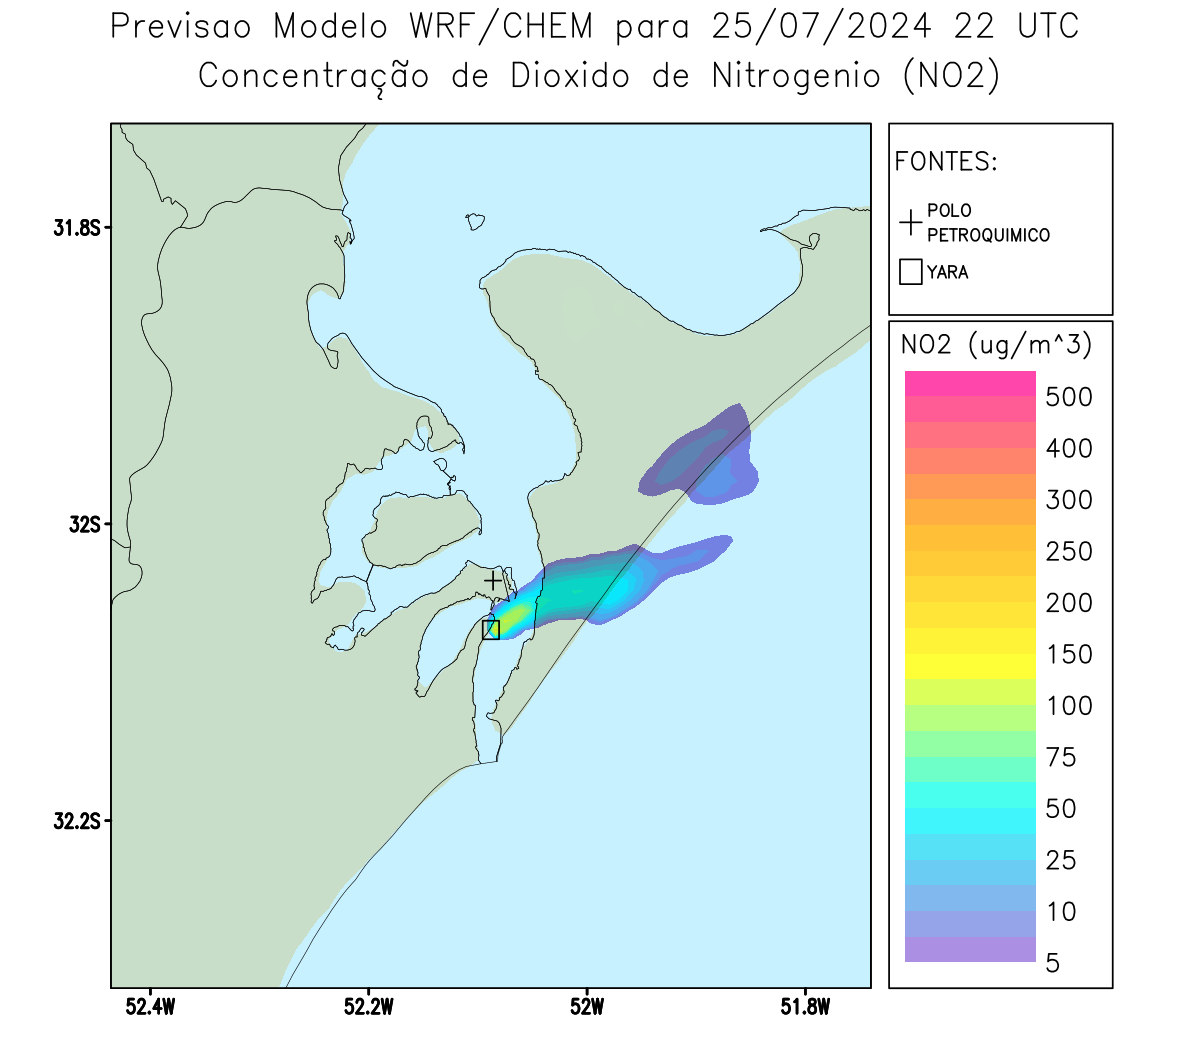 Previsao Modelo WRF/CHEM para 25/07/2024 22 UTC
Concentração de Dioxido de Nitrogenio (NO2)
FONTES:
POLO
PETROQUIMICO
YARA
NO2 (ug/m^3)
500
400
300
250
200
150
100
75
50
25
10
5
31.8S
32S
32.2S
52.4W
52.2W
52W
51.8W